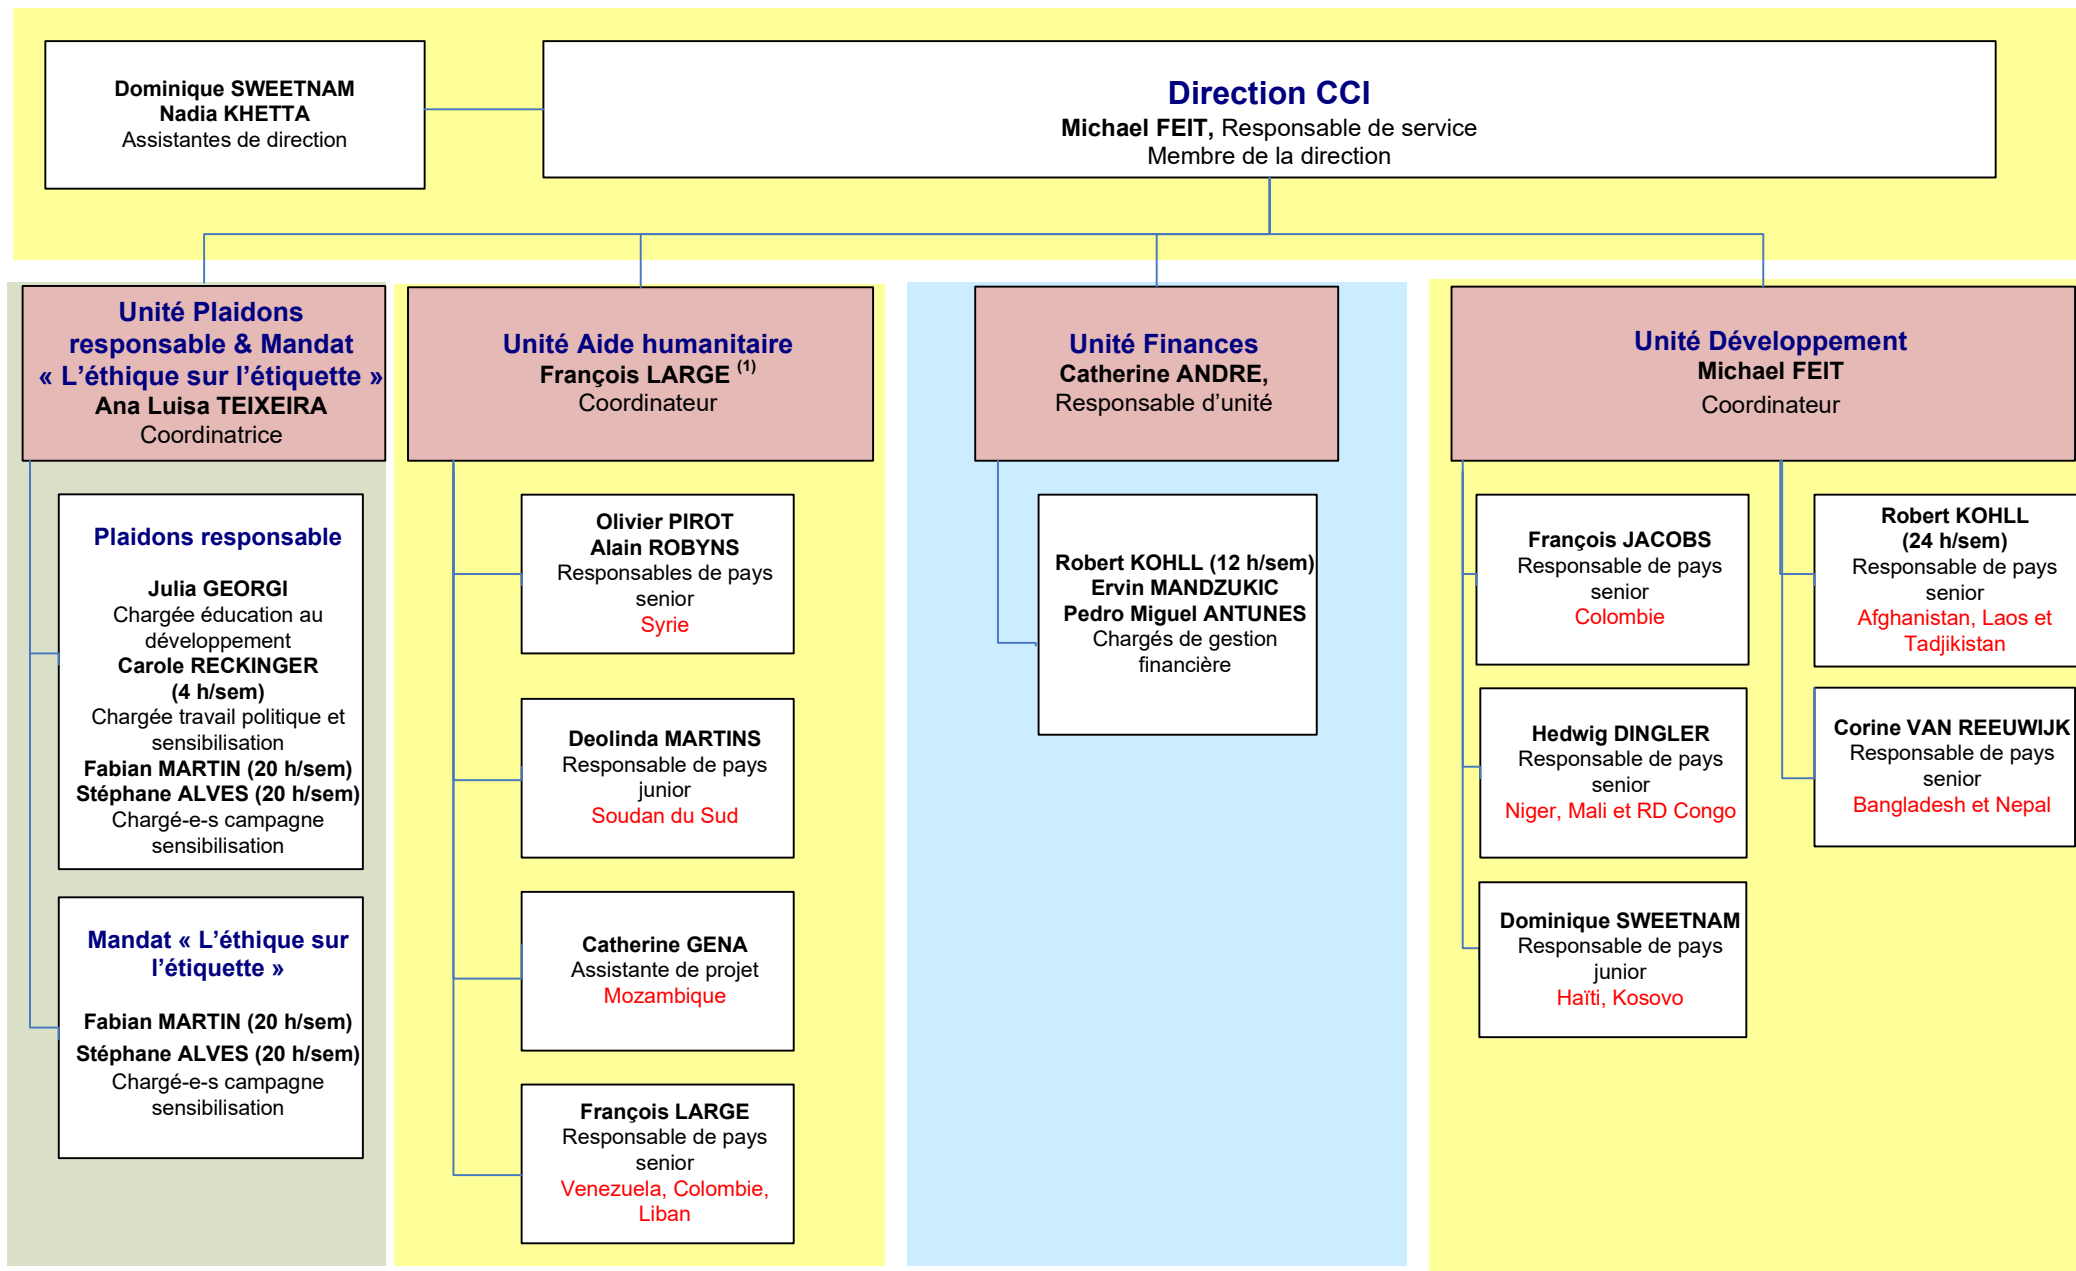 Dominique SWEETNAM
Nadia KHETTA
Assistantes de direction
Direction CCI
Michael FEIT, Responsable de service
Membre de la direction
Unité Plaidons
responsable & Mandat
« L’éthique sur l’étiquette »
Ana Luisa TEIXEIRA
Coordinatrice
Plaidons responsable
Julia GEORGI
Chargée éducation au
développement
Carole RECKINGER
(4 h/sem)
Chargée travail politique et
sensibilisation
Fabian MARTIN (20 h/sem)
Stéphane ALVES (20 h/sem)
Chargé-e-s campagne
sensibilisation
Mandat « L’éthique sur
l’étiquette »
Fabian MARTIN (20 h/sem)
Stéphane ALVES (20 h/sem)
Chargé-e-s campagne
sensibilisation
Unité Aide humanitaire
François LARGE (1)
Coordinateur
Olivier PIROT
Alain ROBYNS
Responsables de pays
senior
Syrie
Deolinda MARTINS
Responsable de pays
junior
Soudan du Sud
Catherine GENA
Assistante de projet
Mozambique
François LARGE
Responsable de pays
senior
Venezuela, Colombie,
Liban
Unité Finances
Catherine ANDRE,
Responsable d’unité
Robert KOHLL (12 h/sem)
Ervin MANDZUKIC
Pedro Miguel ANTUNES
Chargés de gestion
financière
Unité Développement
Michael FEIT
Coordinateur
François JACOBS
Responsable de pays
senior
Colombie
Hedwig DINGLER
Responsable de pays
senior
Niger, Mali et RD Congo
Dominique SWEETNAM
Responsable de pays
junior
Haïti, Kosovo
Robert KOHLL
(24 h/sem)
Responsable de pays
senior
Afghanistan, Laos et
Tadjikistan
Corine VAN REEUWIJK
Responsable de pays
senior
Bangladesh et Nepal